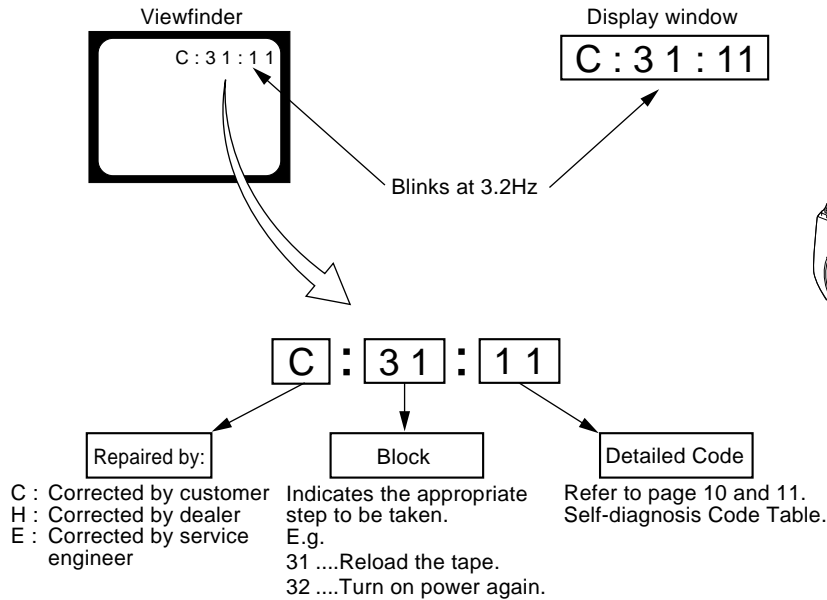 Viewfinder
Display window
C : 3 1 : 1 1
C : 3 1 : 11
Blinks at 3.2Hz
C : 3 1 : 1 1
Repaired by:
Block
Detailed Code
C : Corrected by customer
H : Corrected by dealer
E : Corrected by service
engineer
Indicates the appropriate
step to be taken.
E.g.
31 ....Reload the tape.
32 ....Turn on power again.
Refer to page 10 and 11.
Self-diagnosis Code Table.